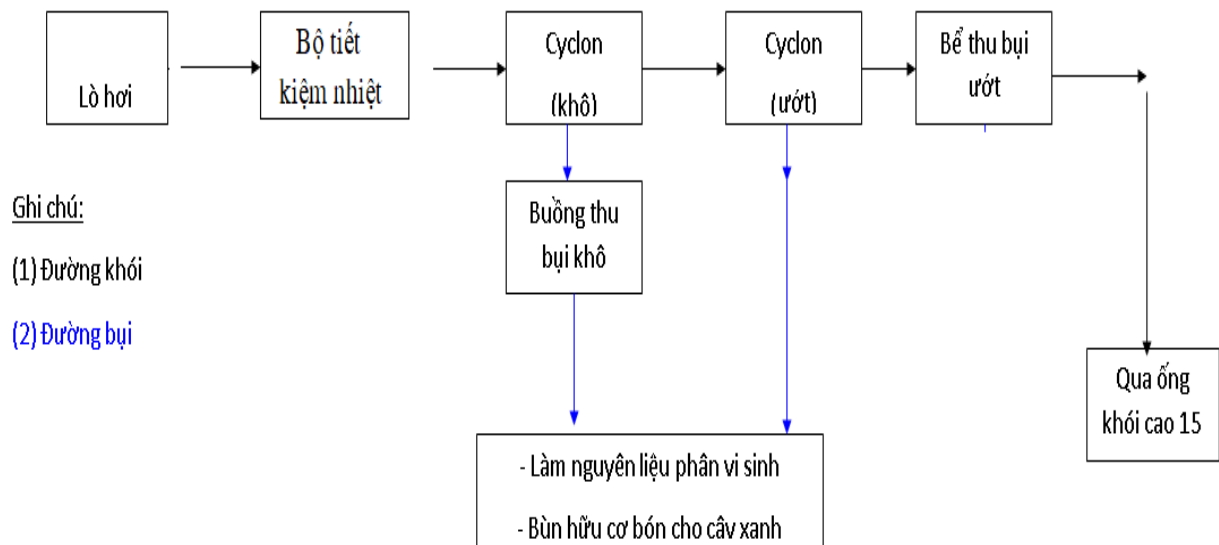 Lò hơi
Bộ tiết
kiệm nhiệt
Cyclon
(khô)
Cyclon
(ướt)
Bể thu bụi
ướt
Buồng thu
bụi khô
Ghi chú:
(1) Đường khói
(2) Đường bụi
Qua ống
khói cao 15
- Làm nguyên liệu phân vi sinh
- Bùn hữu cơ bón cho cây xanh